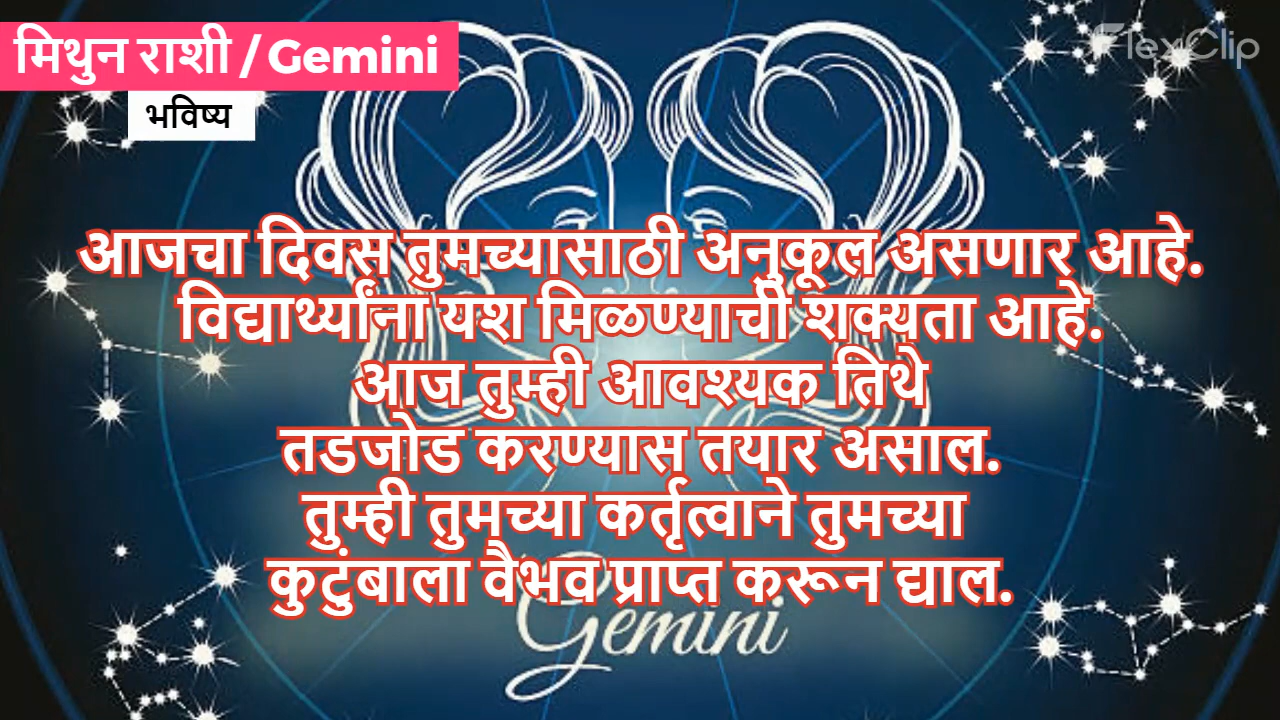 मिथुन राशी / Gemini
FlexClip
भविष्य
आजचा दिवस तुमच्यासाठी अनुकूल असणार आहे.
विद्यार्थ्यांना यश मिळण्याची शक्यता आहे.
आज तुम्ही आवश्यक तिथे
तडजोड करण्यास तयार असाल.
तुम्ही तुमच्या कर्तृत्वाने तुमच्या
कुटुंबाला वैभव प्राप्त करून द्याल.
Gemini